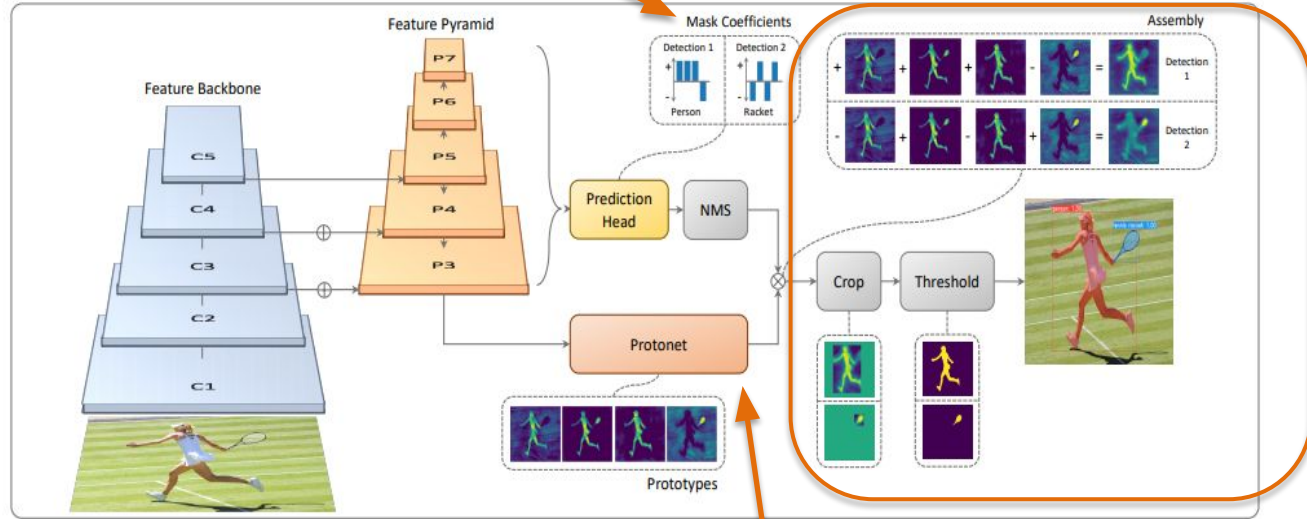 Mask Coefficients
Assembly
Feature Pyramid
Detection 1
Detection 2
P7
+
-
+
-
Person
Racket
+
+
+
-
=
Detection
1
-
+
-
+
=
Detection
2
Feature Backbone
P6
C5
P5
C4
P4
Prediction
Head
NMS
C3
P3
Crop
Threshold
C2
Protonet
C1
Prototypes